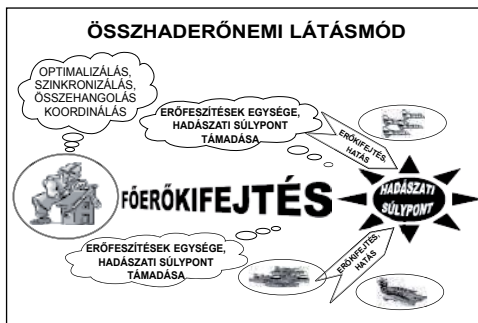 ÖSSZHADERŐNEMI LÁTÁSMÓD
OPTIMALIZÁLÁS,
SZINKRONIZÁLÁS,
ÖSSZEHANGOLÁS
KOORDINÁLÁS
ERŐFESZÍTÉSEK EGYSÉGE,
HADÁSZATI SÚLYPONT
TÁMADÁSA
ERŐKIFEJTÉS,
HATÁS
FŐERŐKIFEJTÉS
HADÁSZATI
SÚLYPONT
ERŐFESZÍTÉSEK EGYSÉGE,
HADÁSZATI SÚLYPONT
TÁMADÁSA
ERŐKIFEJTÉS,
HATÁS